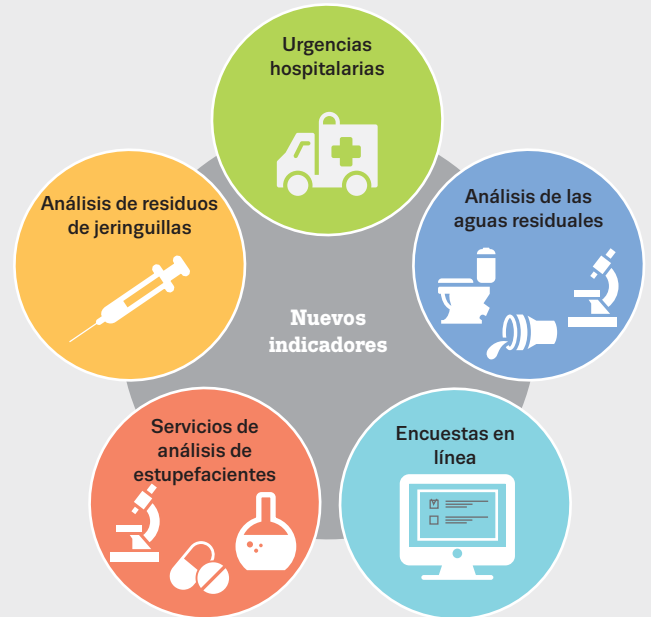 Urgencias
hospitalarias
Análisis de residuos
de jeringuillas
Análisis de las
aguas residuales
Nuevos
indicadores
Servicios de
análisis de
estupefacientes
Encuestas en
línea